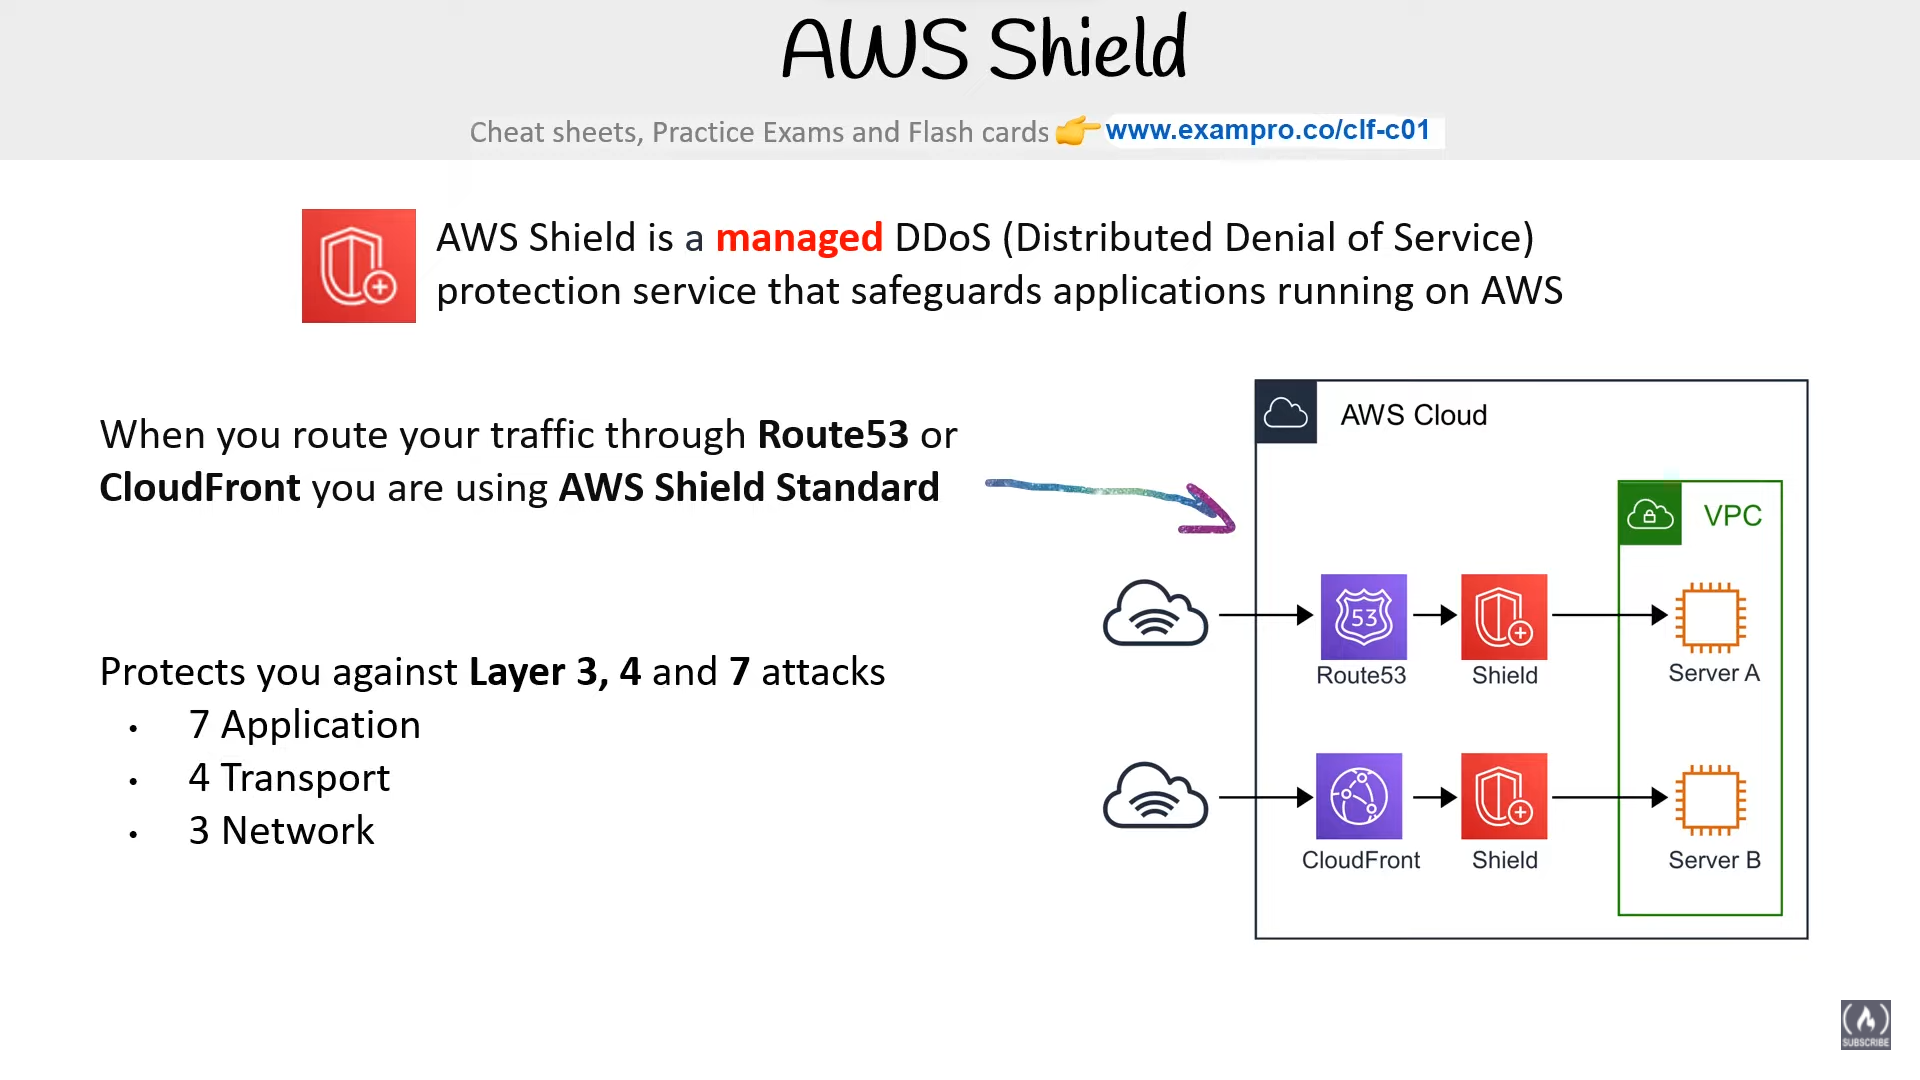 AWS Shield
Cheat sheets, Practice Exams and Flash cards 👉 www.exampro.co/clf-c01
AWS Shield is a managed DDoS (Distributed Denial of Service)
protection service that safeguards applications running on AWS
When you route your traffic through Route53 or
CloudFront you are using AWS Shield Standard
Protects you against Layer 3, 4 and 7 attacks
• 7 Application
• 4 Transport
• 3 Network
AWS Cloud
VPC
53
Route53
Shield
Server A
CloudFront
Shield
Server B
SUBSCRIBE